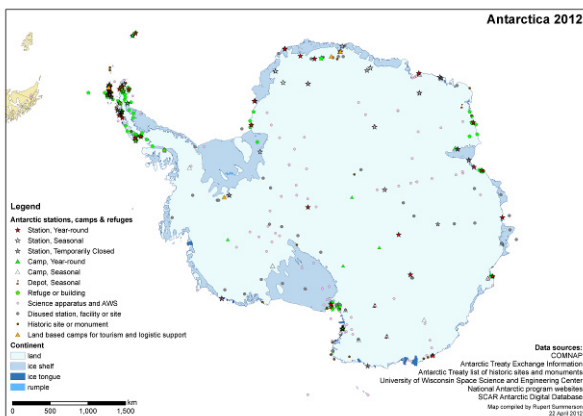 Antarctica 2012
Legend
Antarctic stations, camps & refuges
Station, Year-round
Station, Seasonal
Station, Temporarily Closed
Camp, Year-round
Camp, Seasonal
Depot, Seasonal
Refuge or building
Science apparatus and AWS
Disused station, facility or site
Historic site or monument
Land based camps for tourism and logistic support
Continent
land
ice shelf
ice tongue
rumple
km
0 500 1,000 1,500
Data sources:
COMNAP
Antarctic Treaty Exchange Information
Antarctic Treaty list of historic sites and monuments
University of Wisconsin Space Science and Engineering Center
National Antarctic program websites
SCAR Antarctic Digital Database
Map compiled by Rupert Summerson
22 April 2012